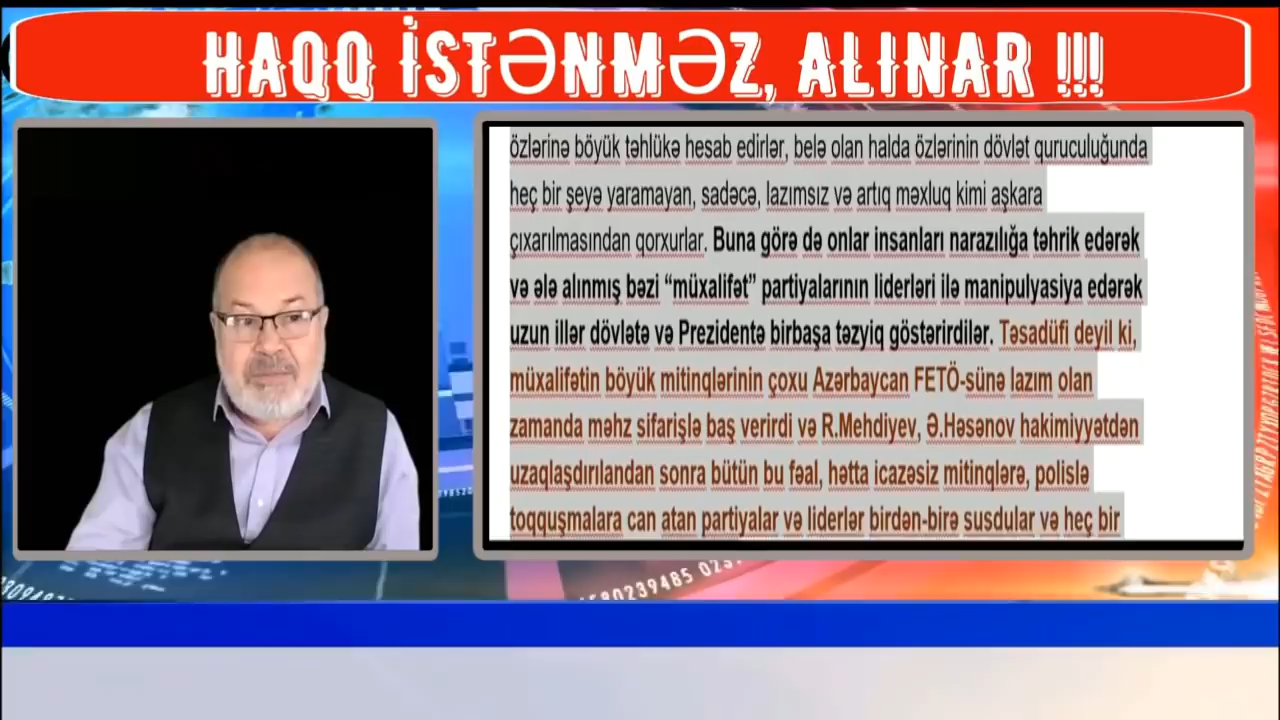 HAQQ İSTƏNMƏZ, ALINAR !!!
özlərinə böyük təhlükə hesab edirlər, belə olan halda özlərinin dövlət quruculuğunda
heç bir şeyə yaramayan, sadəcə, lazımsız və artıq məxluq kimi aşkara
çıxarılmasından qorxurlar. Buna görə də onlar insanları narazılığa təhrik edərək
və ələ alınmış bəzi “müxalifət” partiyalarının liderləri ilə manipulyasiya edərək
uzun illər dövlətə və Prezidentə birbaşa təzyiq göstərirdilər. Təsadüfi deyil ki,
müxalifətin böyük mitinqlərinin çoxu Azərbaycan FETÖ-sünə lazım olan
zamanda məhz sifarişlə baş verirdi və R.Mehdiyev, Ə.Həsənov hakimiyyətdən
uzaqlaşdırılandan sonra bütün bu fəal, hətta icazəsiz mitinqlərə, polislə
toqquşmalara can atan partiyalar və liderlər birdən-birə susdular və heç bir